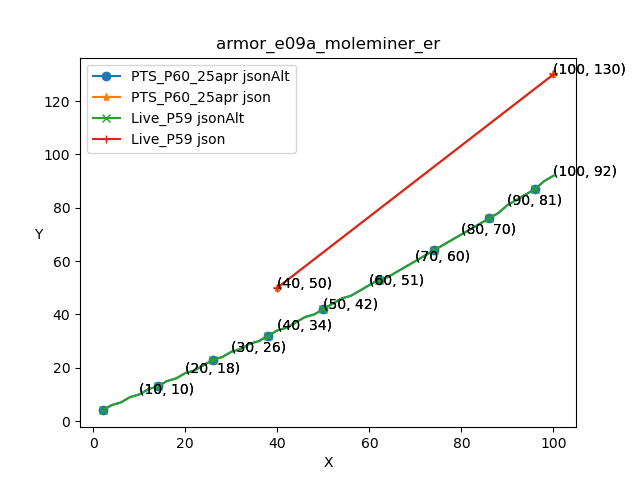 armor_e09a_moleminer_er
PTS_P60_25apr jsonAlt
PTS_P60_25apr json
Live_P59 jsonAlt
Live_P59 json
Y
120
100
80
60
40
20
0
(100, 130)
(100, 92)
(90, 81)
(80, 70)
(70, 60)
(60, 51)
(40, 50)
(50, 42)
(40, 34)
(30, 26)
(20, 18)
(10, 10)
0 20 40 60 80 100
X